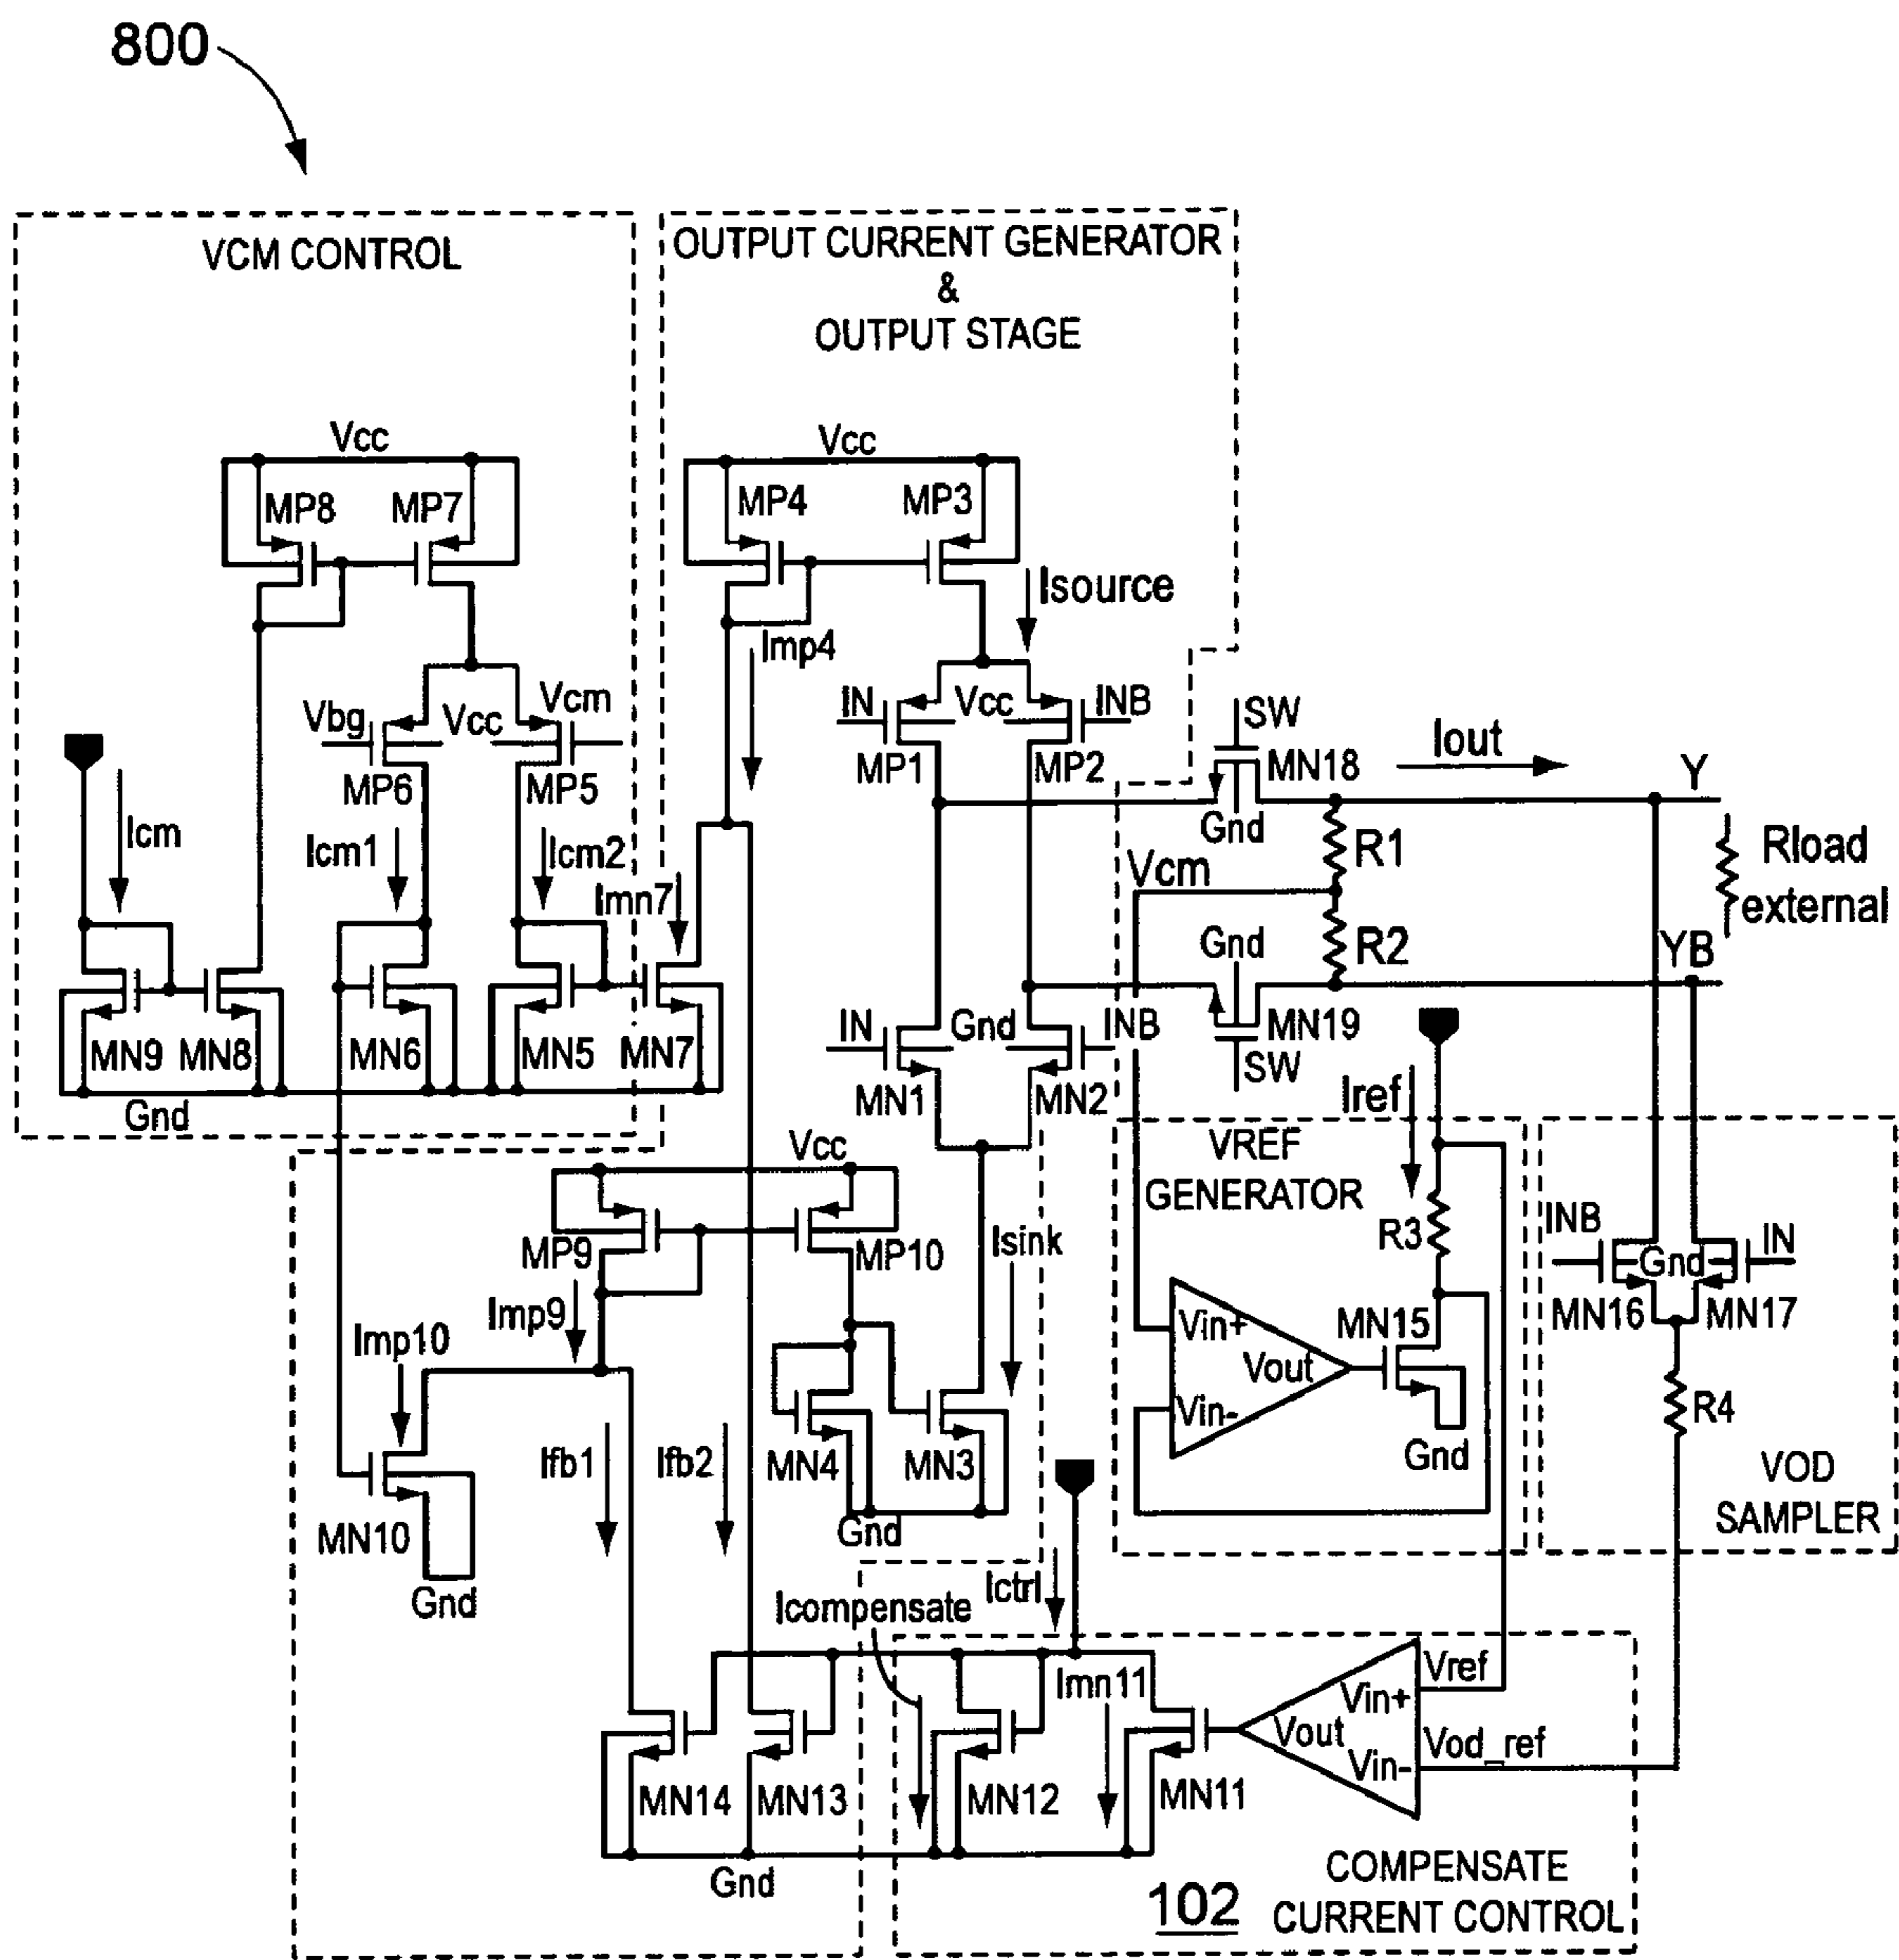 800
VCM CONTROL
OUTPUT CURRENT GENERATOR
&
OUTPUT STAGE
Vcc
Vcc
MP8
MP7
MP4
MP3
Isource
Imp4
Vbg
Vcc
Vcm
IN
Vcc
INB
SW
MP6
MP5
MP1
MP2
MN18
Iout
Y
Icm
Icm1
Icm2
Imn7
Gnd
R1
Rload
external
Vcm
Gnd
R2
YB
IN
Gnd
INB
MN19
SW
MN9
MN8
MN6
MN5
MN7
MN1
MN2
Iref
Gnd
Vcc
VREF
GENERATOR
MP9
MP10
Isink
R3
INB
Gnd
IN
Imp9
Imp10
Vin+
Vout
Vin-
MN15
MN16
MN17
R4
Ifb1
Ifb2
MN4
MN3
Gnd
VOD
SAMPLER
MN10
Gnd
Gnd
Icompensate
Ictrl
Imn11
Vref
Vin+
Vout
Vin-
Vod_ref
MN14
MN13
MN12
MN11
Gnd
102
COMPENSATE
CURRENT CONTROL